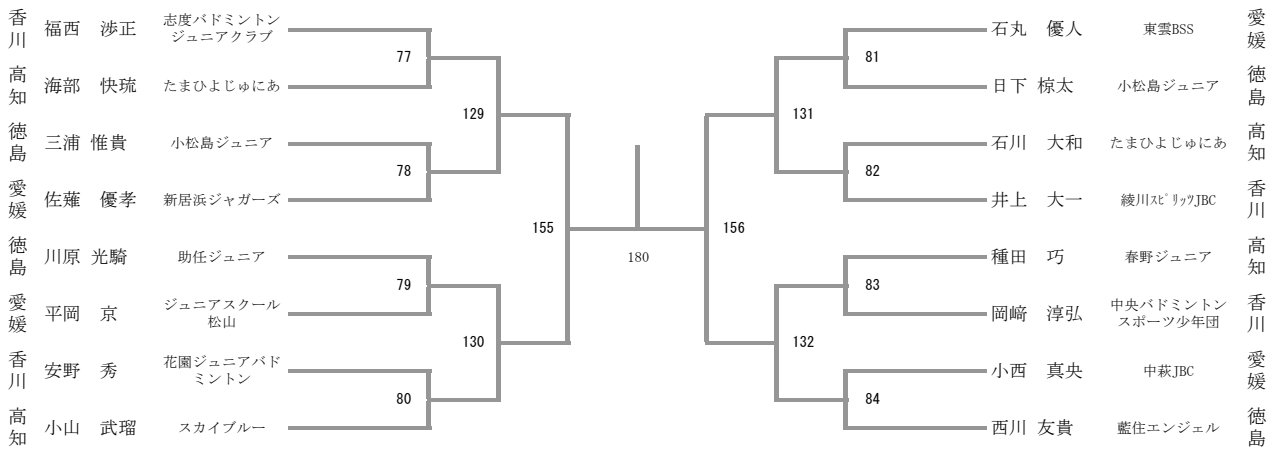 香川 福西 渉正 志度バドミントン
ジュニアクラブ
77
高知 海部 快琉 たまひよじゅにあ
129
徳島 三浦 惟貴 小松島ジュニア
78
愛媛 佐薙 優孝 新居浜ジャガーズ
155
徳島 川原 光騎 助任ジュニア
79
愛媛 平岡 京 ジュニアスクール
松山
130
香川 安野 秀 花園ジュニアバド
ミントン
80
高知 小山 武瑠 スカイブルー
180
石丸 優人 東雲BSS 愛媛
81
日下 椋太 小松島ジュニア 徳島
131
石川 大和 たまひよじゅにあ 高知
82
井上 大一 綾川スピリッツJBC 香川
156
種田 巧 春野ジュニア 高知
83
岡﨑 淳弘 中央バドミントン
スポーツ少年団 香川
132
小西 真央 中萩JBC 愛媛
84
西川 友貴 藍住エンジェル 徳島